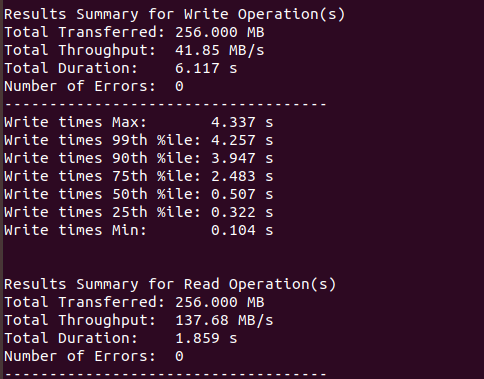 Results Summary for Write Operation(s)
Total Transferred: 256.000 MB
Total Throughput:  41.85 MB/s
Total Duration:    6.117 s
Number of Errors:  0
------------------------------------
Write times Max:       4.337 s
Write times 99th %ile: 4.257 s
Write times 90th %ile: 3.947 s
Write times 75th %ile: 2.483 s
Write times 50th %ile: 0.507 s
Write times 25th %ile: 0.322 s
Write times Min:       0.104 s
Results Summary for Read Operation(s)
Total Transferred: 256.000 MB
Total Throughput:  137.68 MB/s
Total Duration:    1.859 s
Number of Errors:  0
------------------------------------